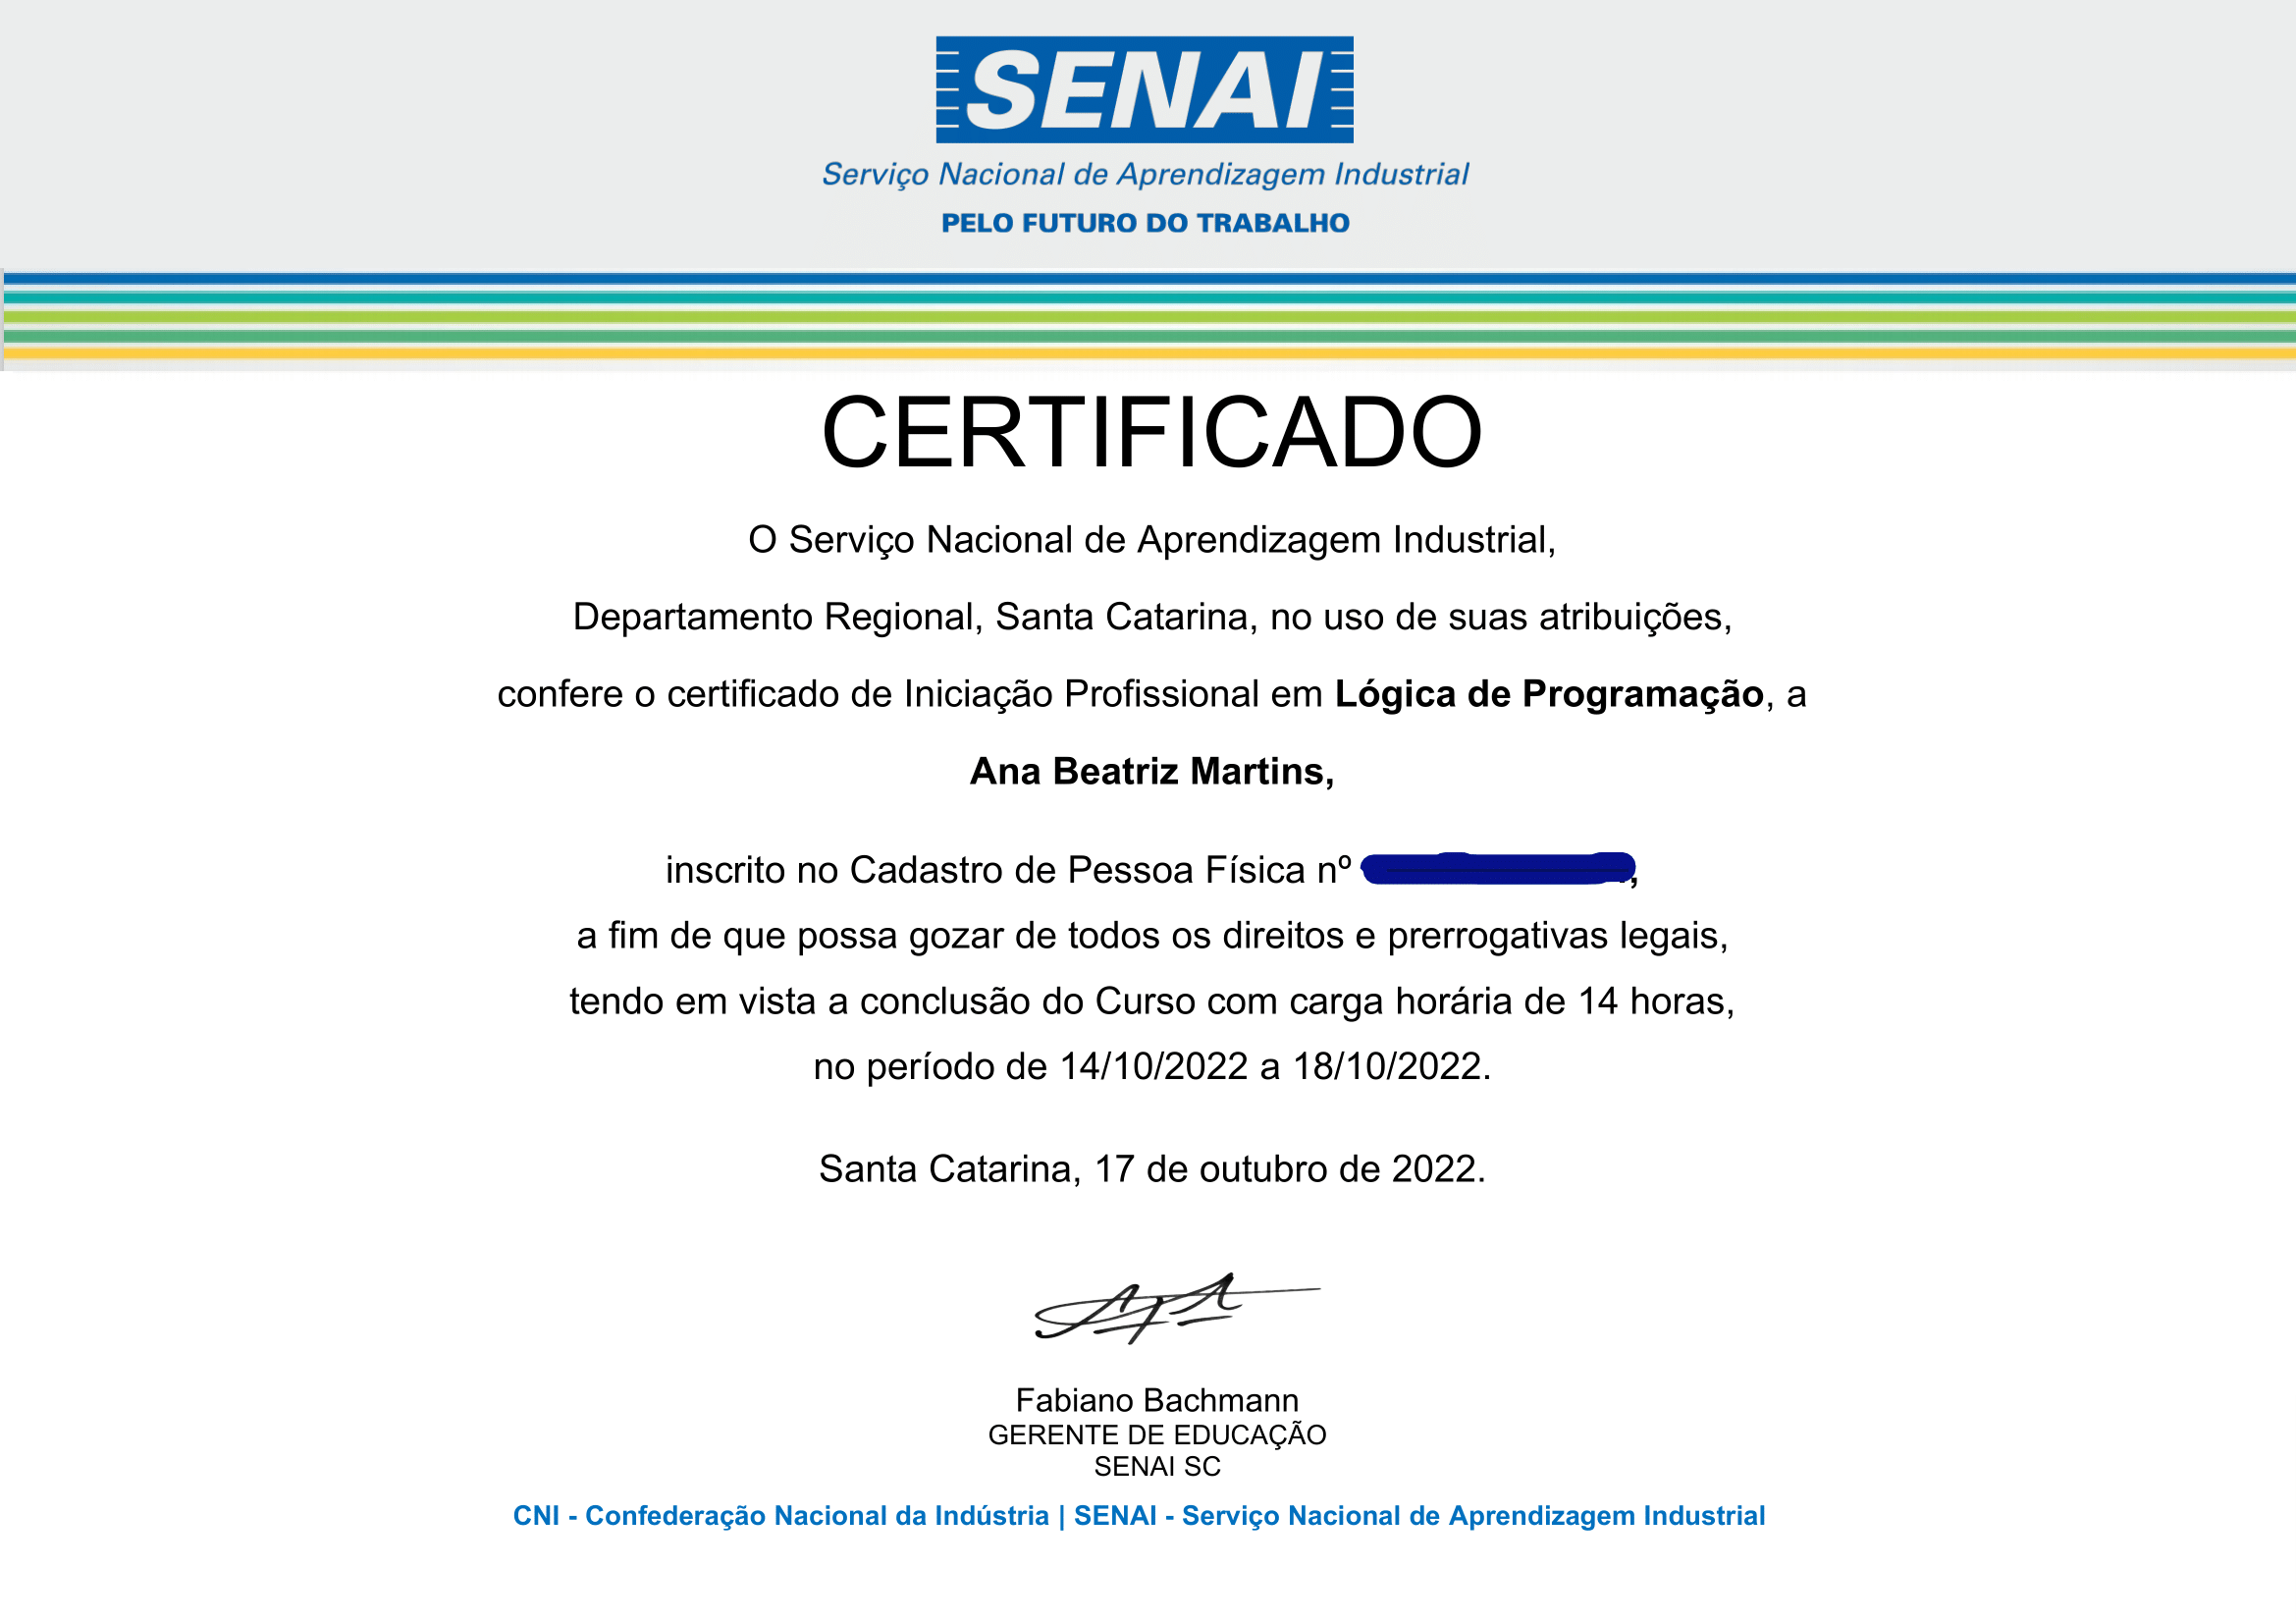 SENAI
Serviço Nacional de Aprendizagem Industrial
PELO FUTURO DO TRABALHO
CERTIFICADO
O Serviço Nacional de Aprendizagem Industrial,
Departamento Regional, Santa Catarina, no uso de suas atribuições,
confere o certificado de Iniciação Profissional em Lógica de Programação, a
Ana Beatriz Martins,
inscrito no Cadastro de Pessoa Física nº ,
a fim de que possa gozar de todos os direitos e prerrogativas legais,
tendo em vista a conclusão do Curso com carga horária de 14 horas,
no período de 14/10/2022 a 18/10/2022.
Santa Catarina, 17 de outubro de 2022.
Fabiano Bachmann
GERENTE DE EDUCAÇÃO
SENAI SC
CNI - Confederação Nacional da Indústria | SENAI - Serviço Nacional de Aprendizagem Industrial